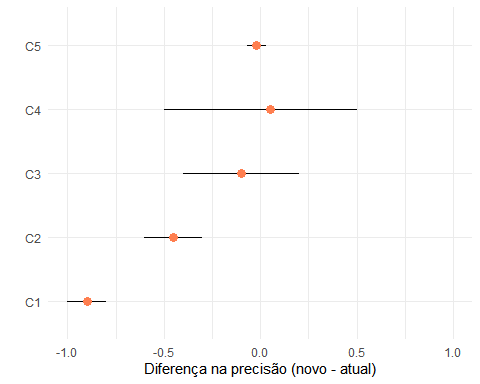 C5
C4
C3
C2
C1
-1.0 -0.5 0.0 0.5 1.0
Diferença na precisão (novo - atual)